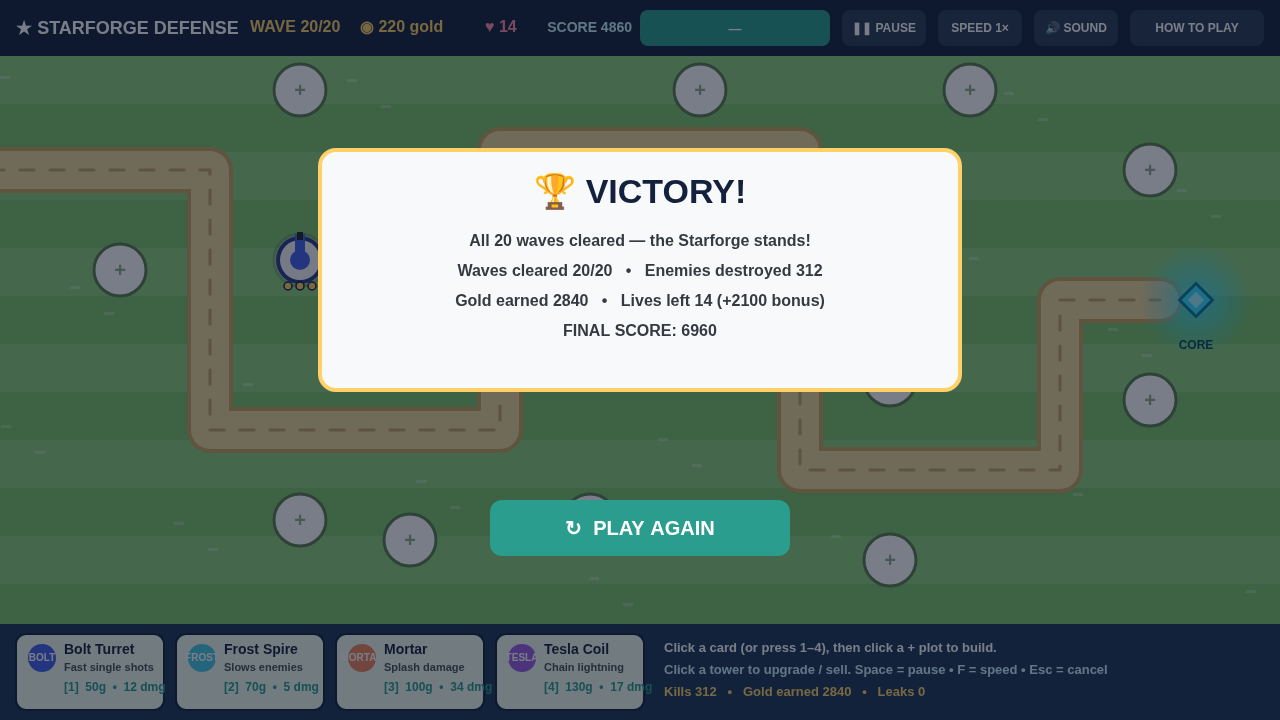 ★ STARFORGE DEFENSE WAVE 20/20 ◉ 220 gold ♥ 14 SCORE 4860 — ❚❚ PAUSE SPEED 1× 🔊 SOUND HOW TO PLAY
+ + +
+
🏆 VICTORY!
All 20 waves cleared — the Starforge stands!
+
Waves cleared 20/20 • Enemies destroyed 312
Gold earned 2840 • Lives left 14 (+2100 bonus)
FINAL SCORE: 6960
CORE
+
↻ PLAY AGAIN
+
+
+
BOLT Bolt Turret
Fast single shots
[1] 50g • 12 dmg
FROST Frost Spire
Slows enemies
[2] 70g • 5 dmg
ORTA Mortar
Splash damage
[3] 100g • 34 dmg
TESLA Tesla Coil
Chain lightning
[4] 130g • 17 dmg
Click a card (or press 1–4), then click a + plot to build.
Click a tower to upgrade / sell. Space = pause • F = speed • Esc = cancel
Kills 312 • Gold earned 2840 • Leaks 0